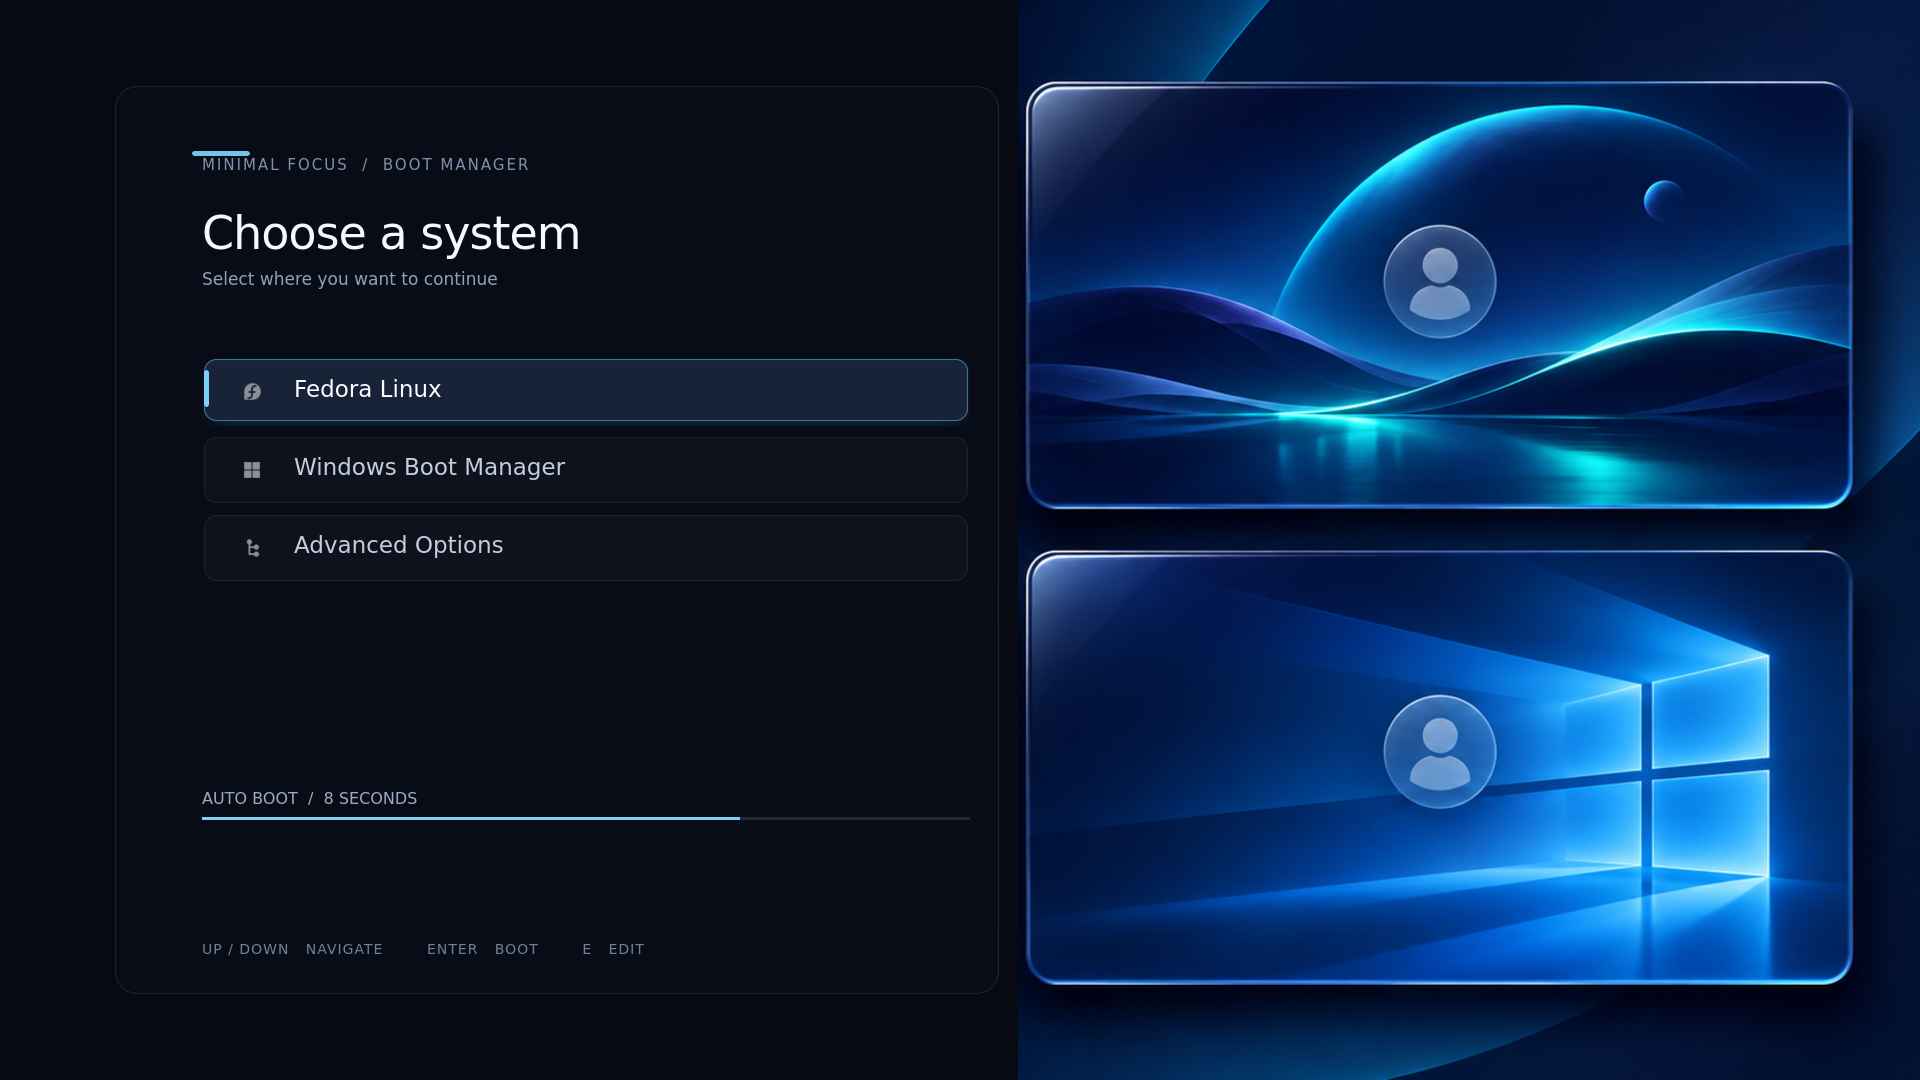 MINIMAL FOCUS / BOOT MANAGER
Choose a system
Select where you want to continue
Fedora Linux
Windows Boot Manager
Advanced Options
AUTO BOOT / 8 SECONDS
UP / DOWN NAVIGATE ENTER BOOT E EDIT